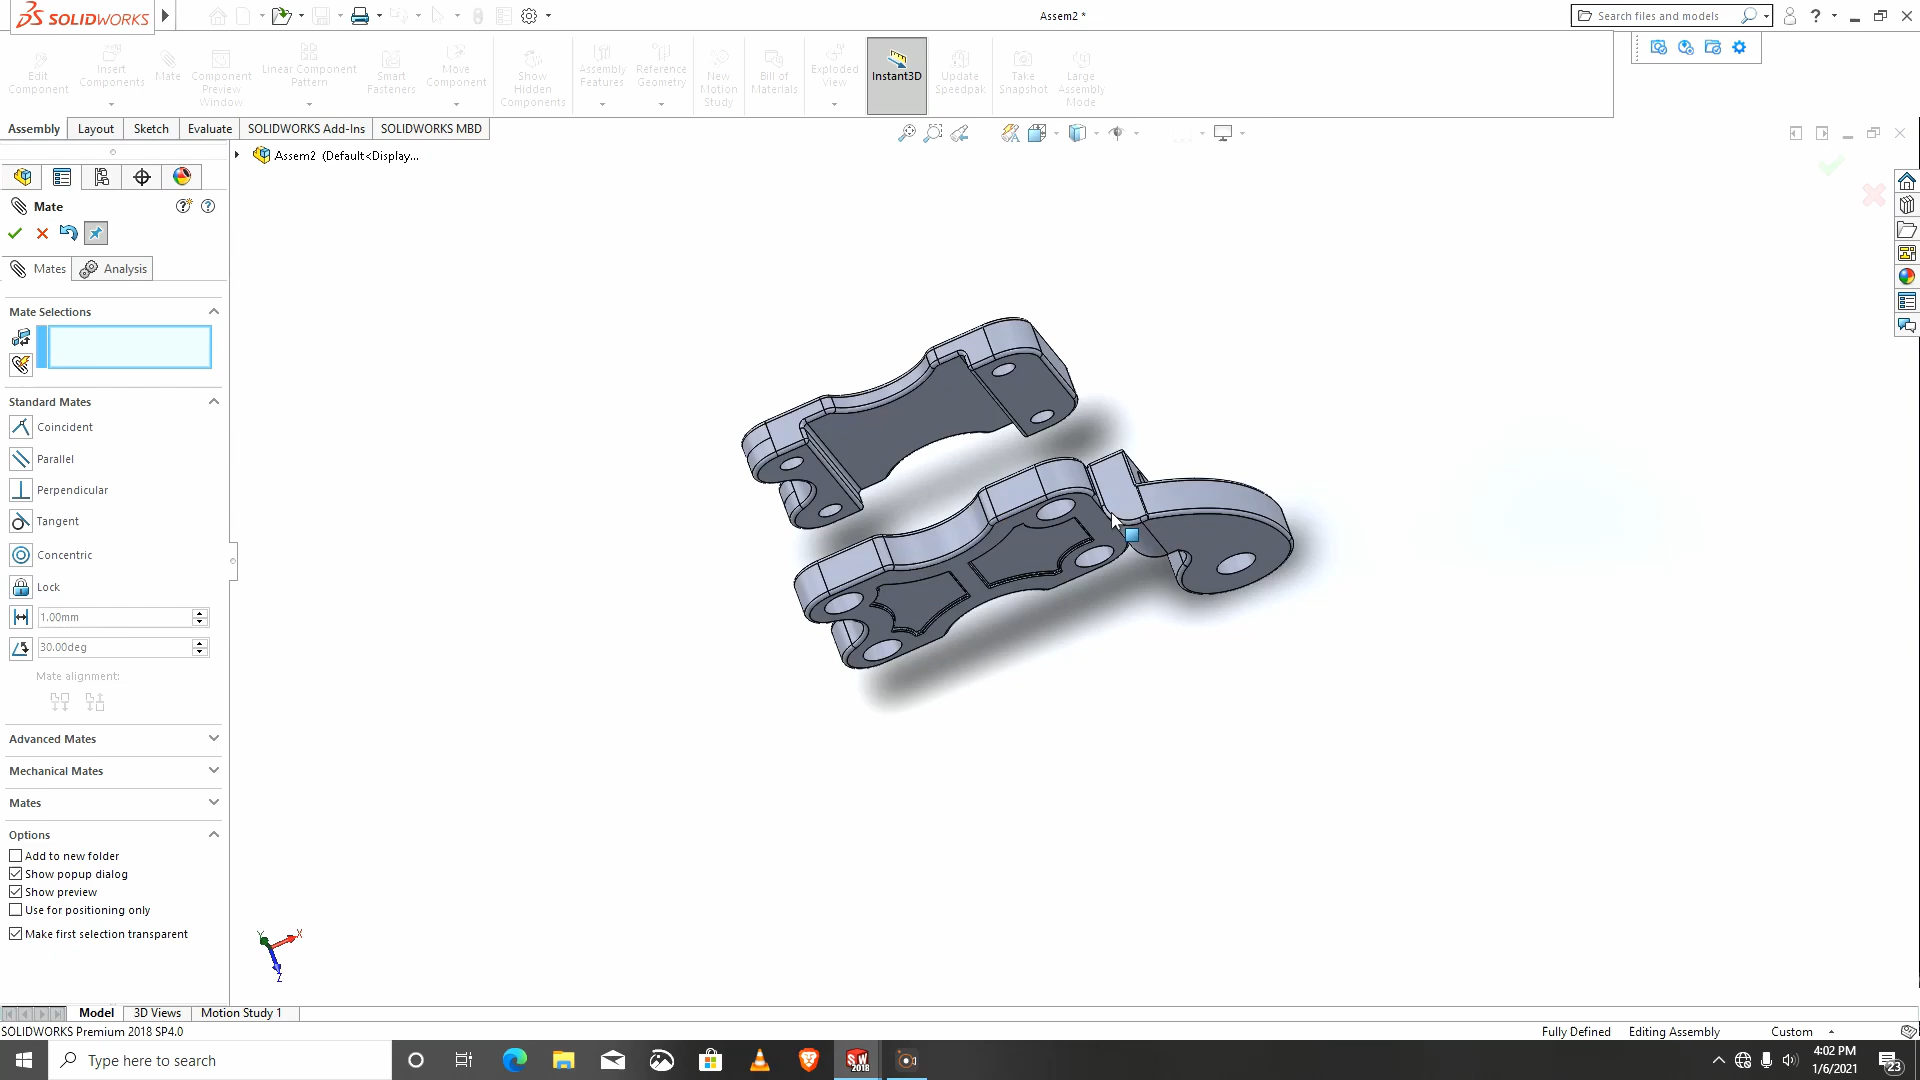 SOLIDWORKS
Assem2 *
Search files and models
Edit Component
Insert Components
Mate
Component Preview Window
Linear Component Pattern
Smart Fasteners
Move Component
Show Hidden Components
Assembly Features
Reference Geometry
New Motion Study
Bill of Materials
Exploded View
Instant3D
Update Speedpak
Take Snapshot
Large Assembly Mode
Assembly
Layout
Sketch
Evaluate
SOLIDWORKS Add-Ins
SOLIDWORKS MBD
Assem2 (Default<Display...
Mate
Mates
Analysis
Mate Selections
Standard Mates
Coincident
Parallel
Perpendicular
Tangent
Concentric
Lock
1.00mm
30.00deg
Mate alignment:
Advanced Mates
Mechanical Mates
Mates
Options
Add to new folder
Show popup dialog
Show preview
Use for positioning only
Make first selection transparent
Y
X
Z
Model
3D Views
Motion Study 1
SOLIDWORKS Premium 2018 SP4.0
Fully Defined
Editing Assembly
Custom
Type here to search
SW
2018
4:02 PM
1/6/2021
23